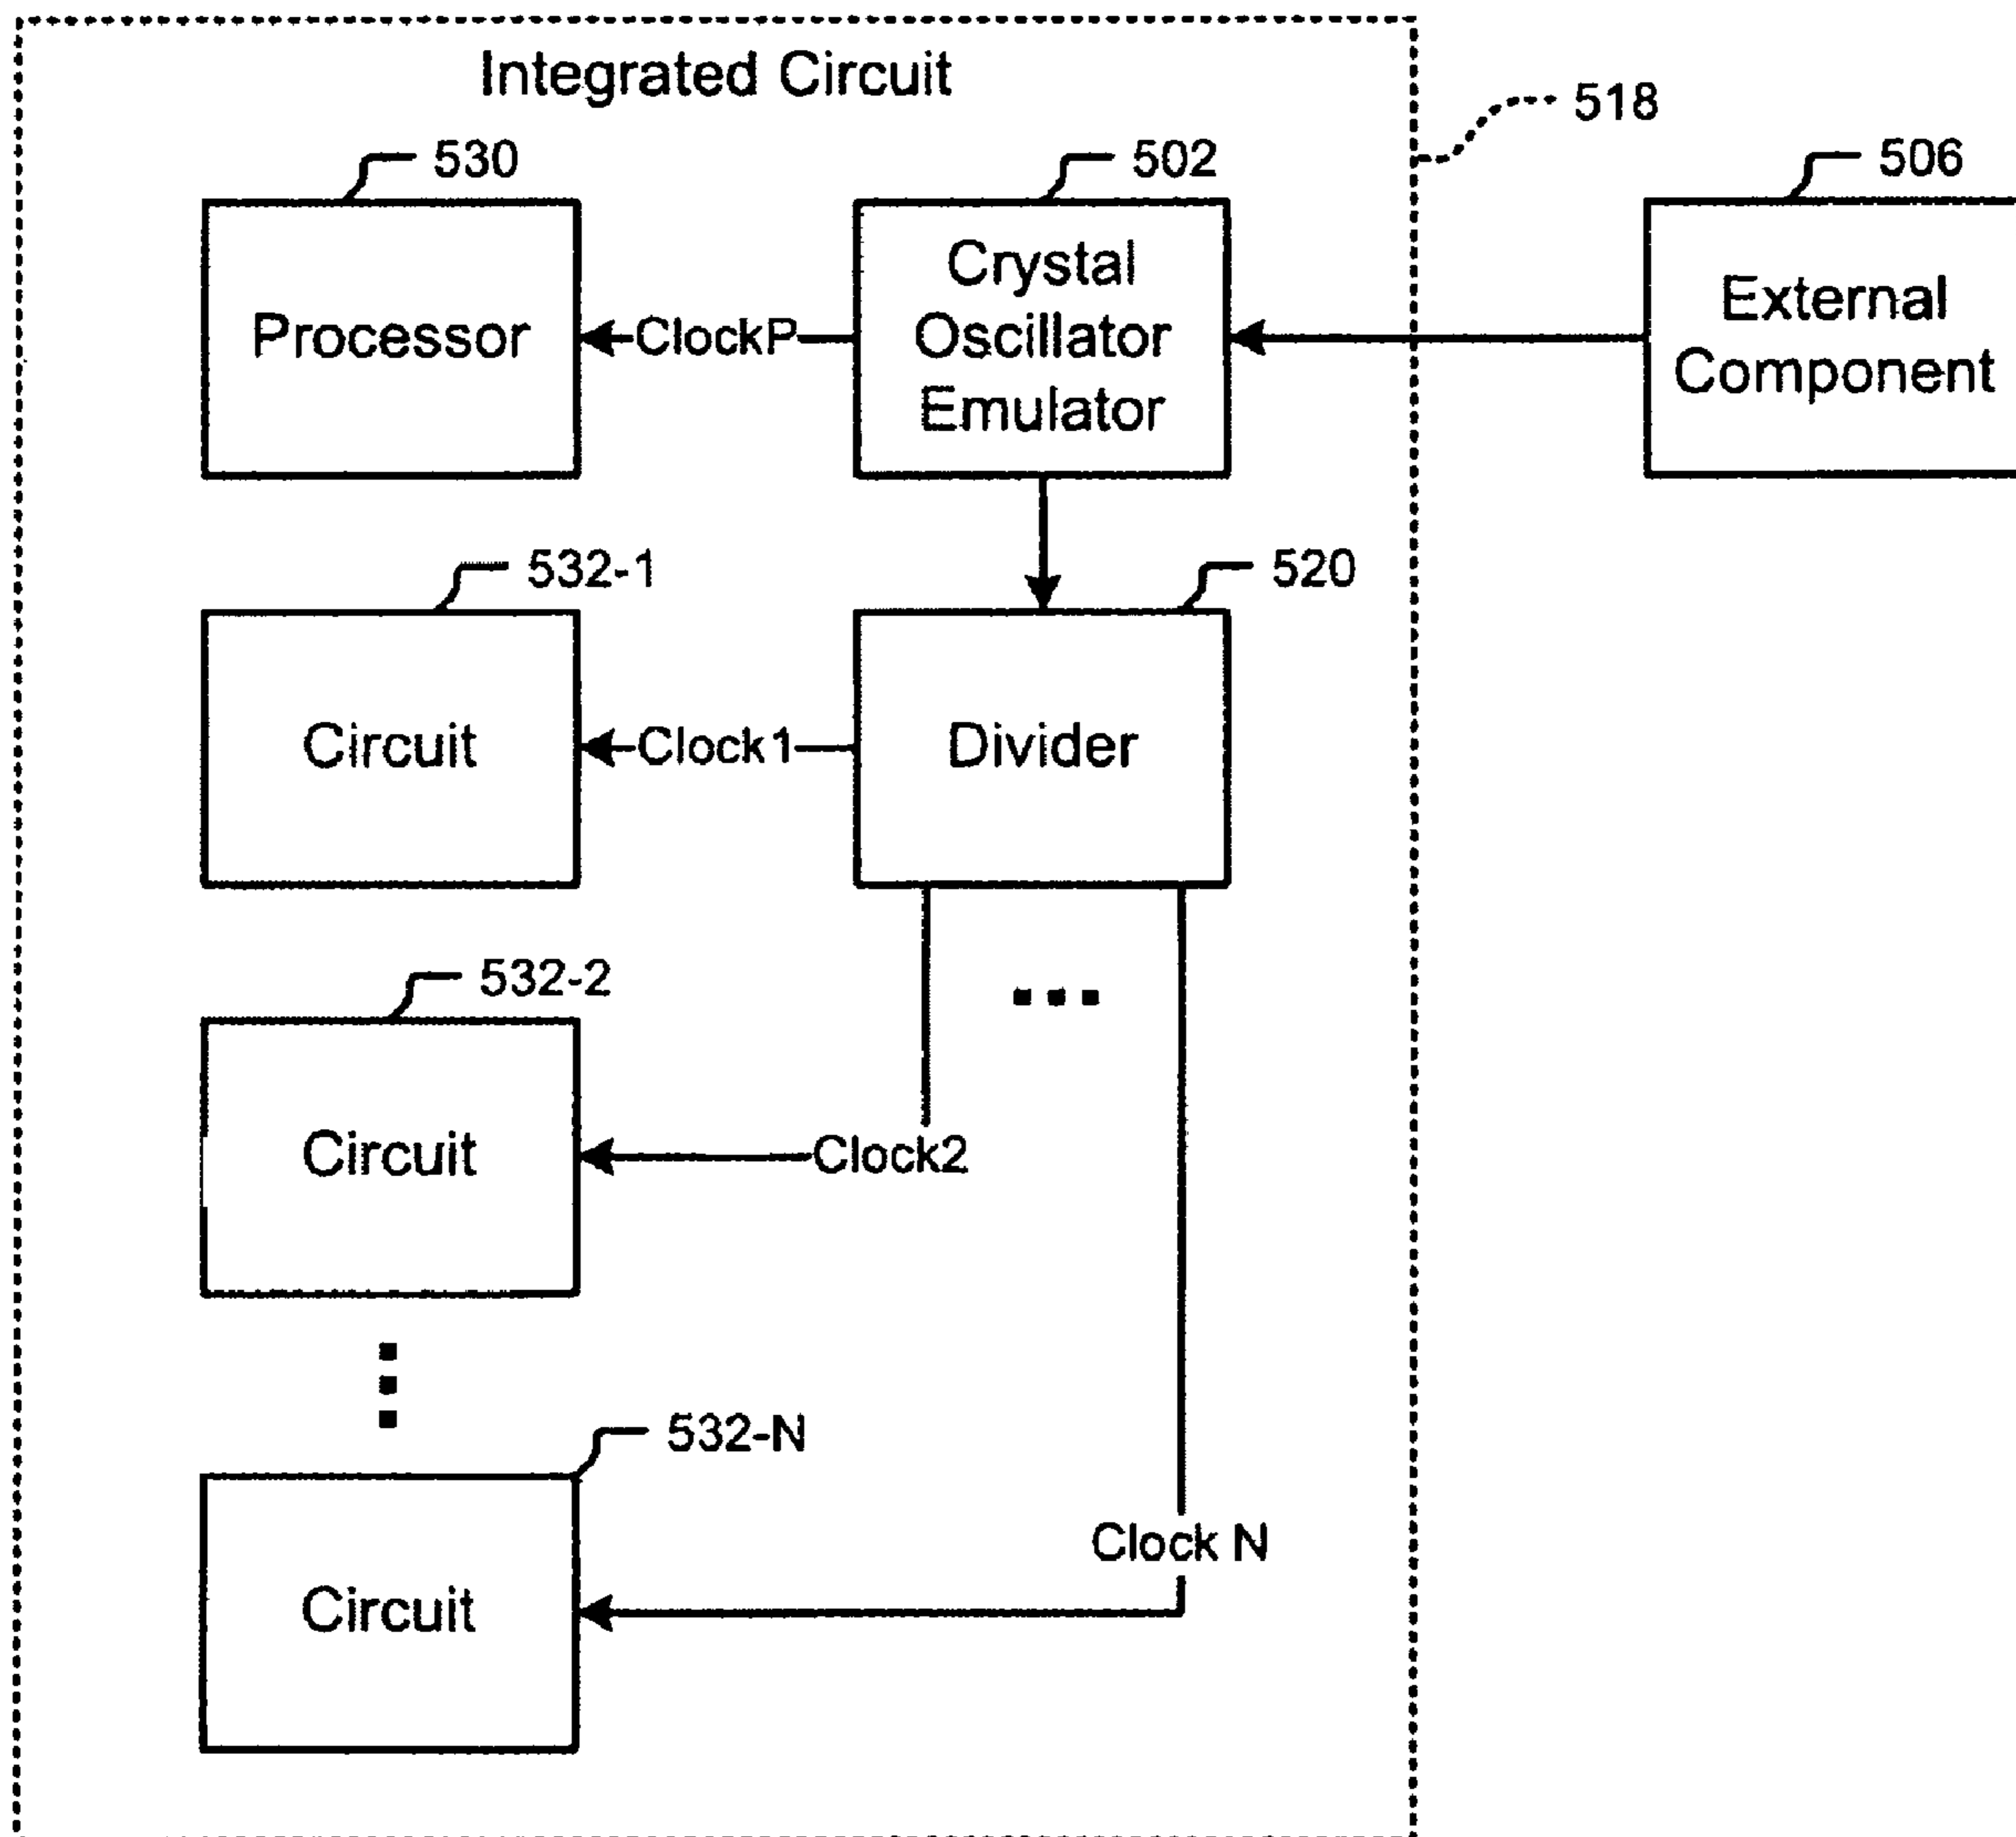 Integrated Circuit
518
530
502
506
Processor
ClockP
Crystal
Oscillator
Emulator
External
Component
532-1
520
Circuit
Clock1
Divider
532-2
Circuit
Clock2
532-N
Clock N
Circuit